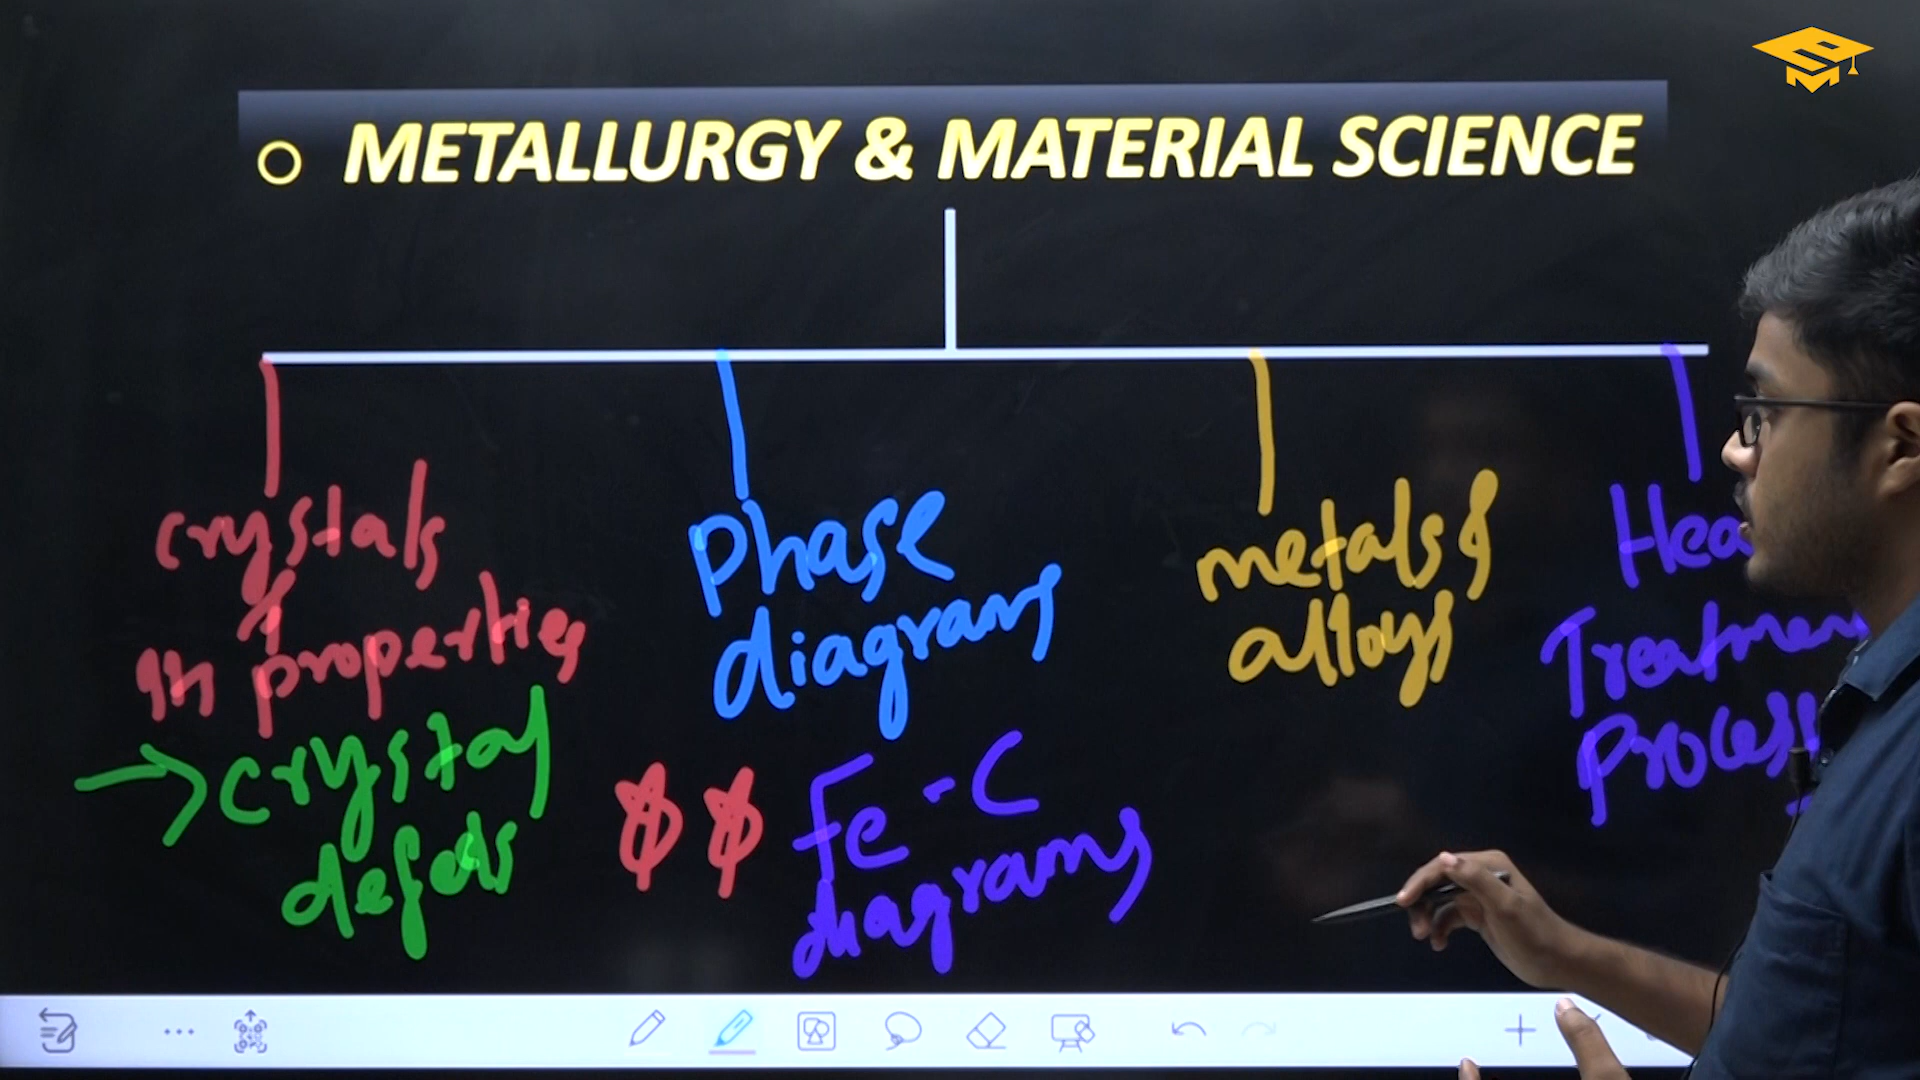 METALLURGY & MATERIAL SCIENCE
crystals
&
its properties
→ crystal
defects
Phase
diagrams
Fe-C
diagrams
metals &
alloys
Hea
Treatmen
Process